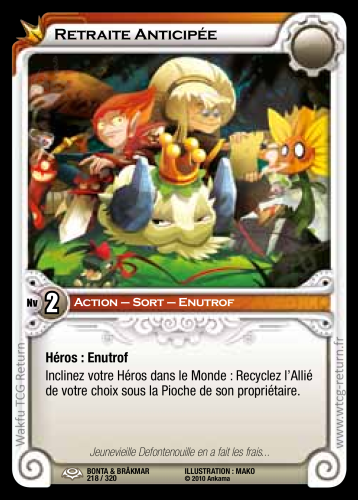 Retraite Anticipée
Nv 2
Action – Sort – Enutrof
Héros : Enutrof
Inclinez votre Héros dans le Monde : Recyclez l'Allié
de votre choix sous la Pioche de son propriétaire.
Jeunevieille Defontenouille en a fait les frais...
BONTA & BRÂKMAR
218 / 320
ILLUSTRATION : MAKO
© 2010 Ankama
Wakfu TCG Return
www.wtcg-return.fr